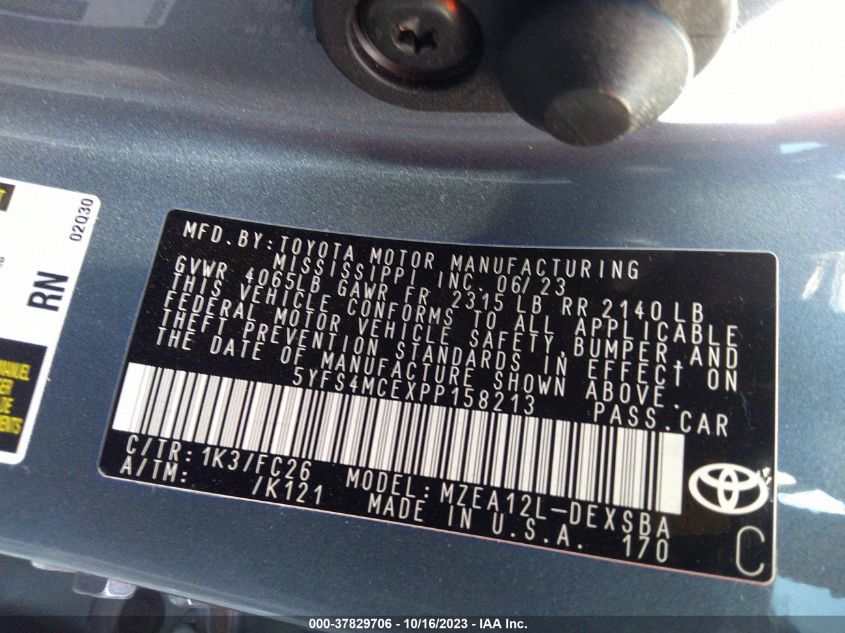 MFD. BY: TOYOTA MOTOR MANUFACTURING
MISSISSIPPI INC. 06/23
GVWR 4065LB GAWR FR 2315 LB RR 2140 LB
THIS VEHICLE CONFORMS TO ALL APPLICABLE
FEDERAL MOTOR VEHICLE SAFETY, BUMPER, AND
THEFT PREVENTION STANDARDS IN EFFECT ON
THE DATE OF MANUFACTURE SHOWN ABOVE.
5YFS4MCEXPP158213 PASS. CAR
C/TR: 1K3/FC26 MODEL: MZEA12L-DEXSBA
A/TM: /K121 MADE IN U.S.A. 170
C
02Q30
RN
MANUEL
000-37829706 - 10/16/2023 - IAA Inc.